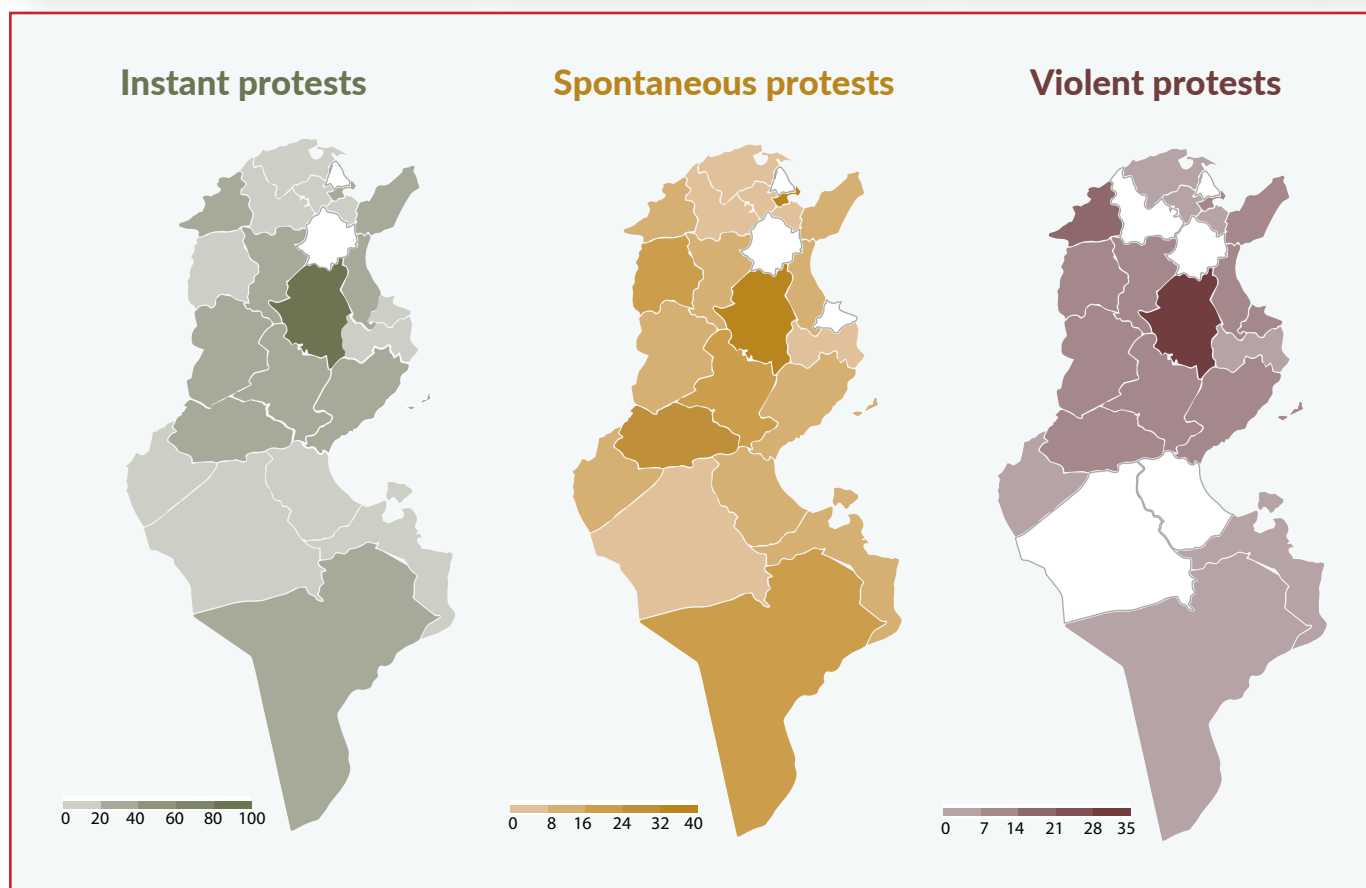 Instant protests
Spontaneous protests
Violent protests
0 20 40 60 80 100
0 8 16 24 32 40
0 7 14 21 28 35